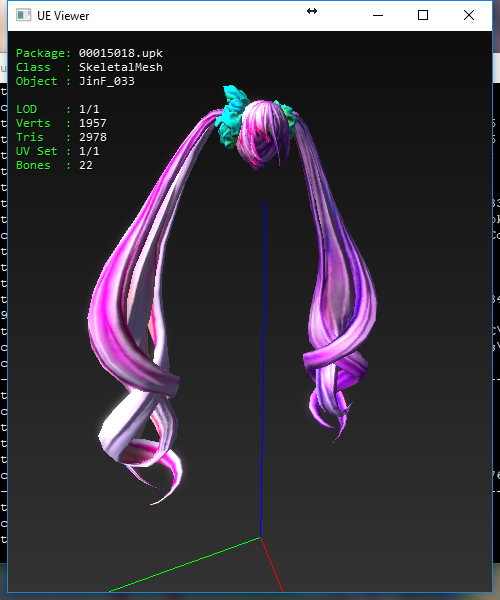 UE Viewer
Package: 00015018.upk
Class  : SkeletalMesh
Object : JinF_033
LOD    : 1/1
Verts  : 1957
Tris   : 2978
UV Set : 1/1
Bones  : 22